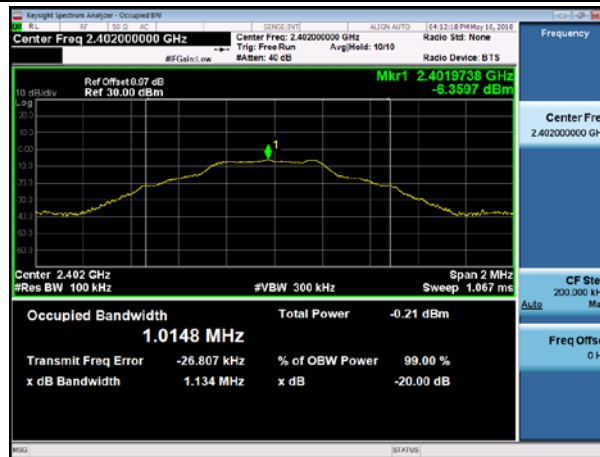 Keysight Spectrum Analyzer - Occupied BW
RL RF 50 Ω AC SENSE:INT ALIGN AUTO 04:12:18 PM May 16, 2018
Center Freq 2.402000000 GHz Center Freq: 2.402000000 GHz Radio Std: None Frequency
Trig: Free Run Avg|Hold: 10/10
#IFGain:Low #Atten: 40 dB Radio Device: BTS
Mkr1 2.4019738 GHz
Ref Offset 8.97 dB
10 dB/div Ref 30.00 dBm -6.3597 dBm
Log
20.0
10.0
0.00
1
-10.0
-20.0
-30.0
-40.0
-50.0
-60.0
Center Fre
2.402000000 GH
Center 2.402 GHz Span 2 MHz
#Res BW 100 kHz #VBW 300 kHz Sweep 1.067 ms
CF Ste
200.000 kH
Auto Ma
Occupied Bandwidth Total Power -0.21 dBm
1.0148 MHz
Freq Offs
0 H
Transmit Freq Error -26.807 kHz % of OBW Power 99.00 %
x dB Bandwidth 1.134 MHz x dB -20.00 dB
MSG STATUS